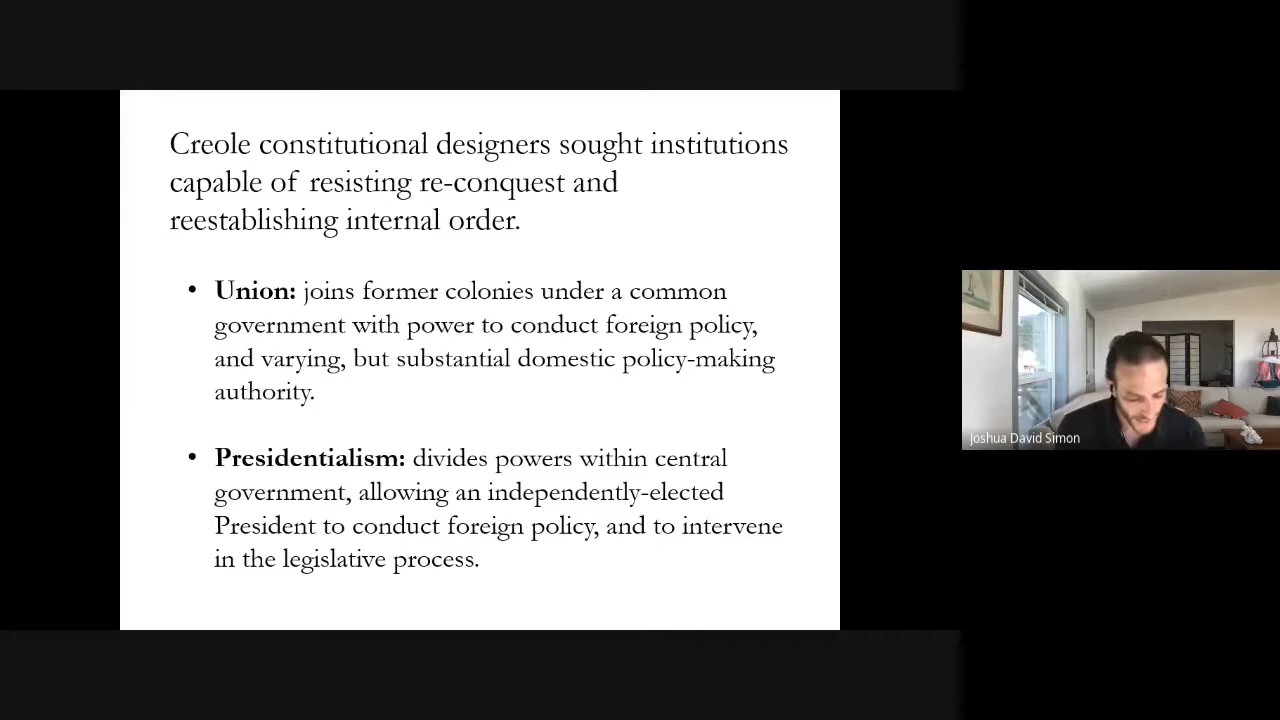 Creole constitutional designers sought institutions
capable of resisting re-conquest and
reestablishing internal order.
• Union: joins former colonies under a common
government with power to conduct foreign policy,
and varying, but substantial domestic policy-making
authority.
• Presidentialism: divides powers within central
government, allowing an independently-elected
President to conduct foreign policy, and to intervene
in the legislative process.
Joshua David Simon